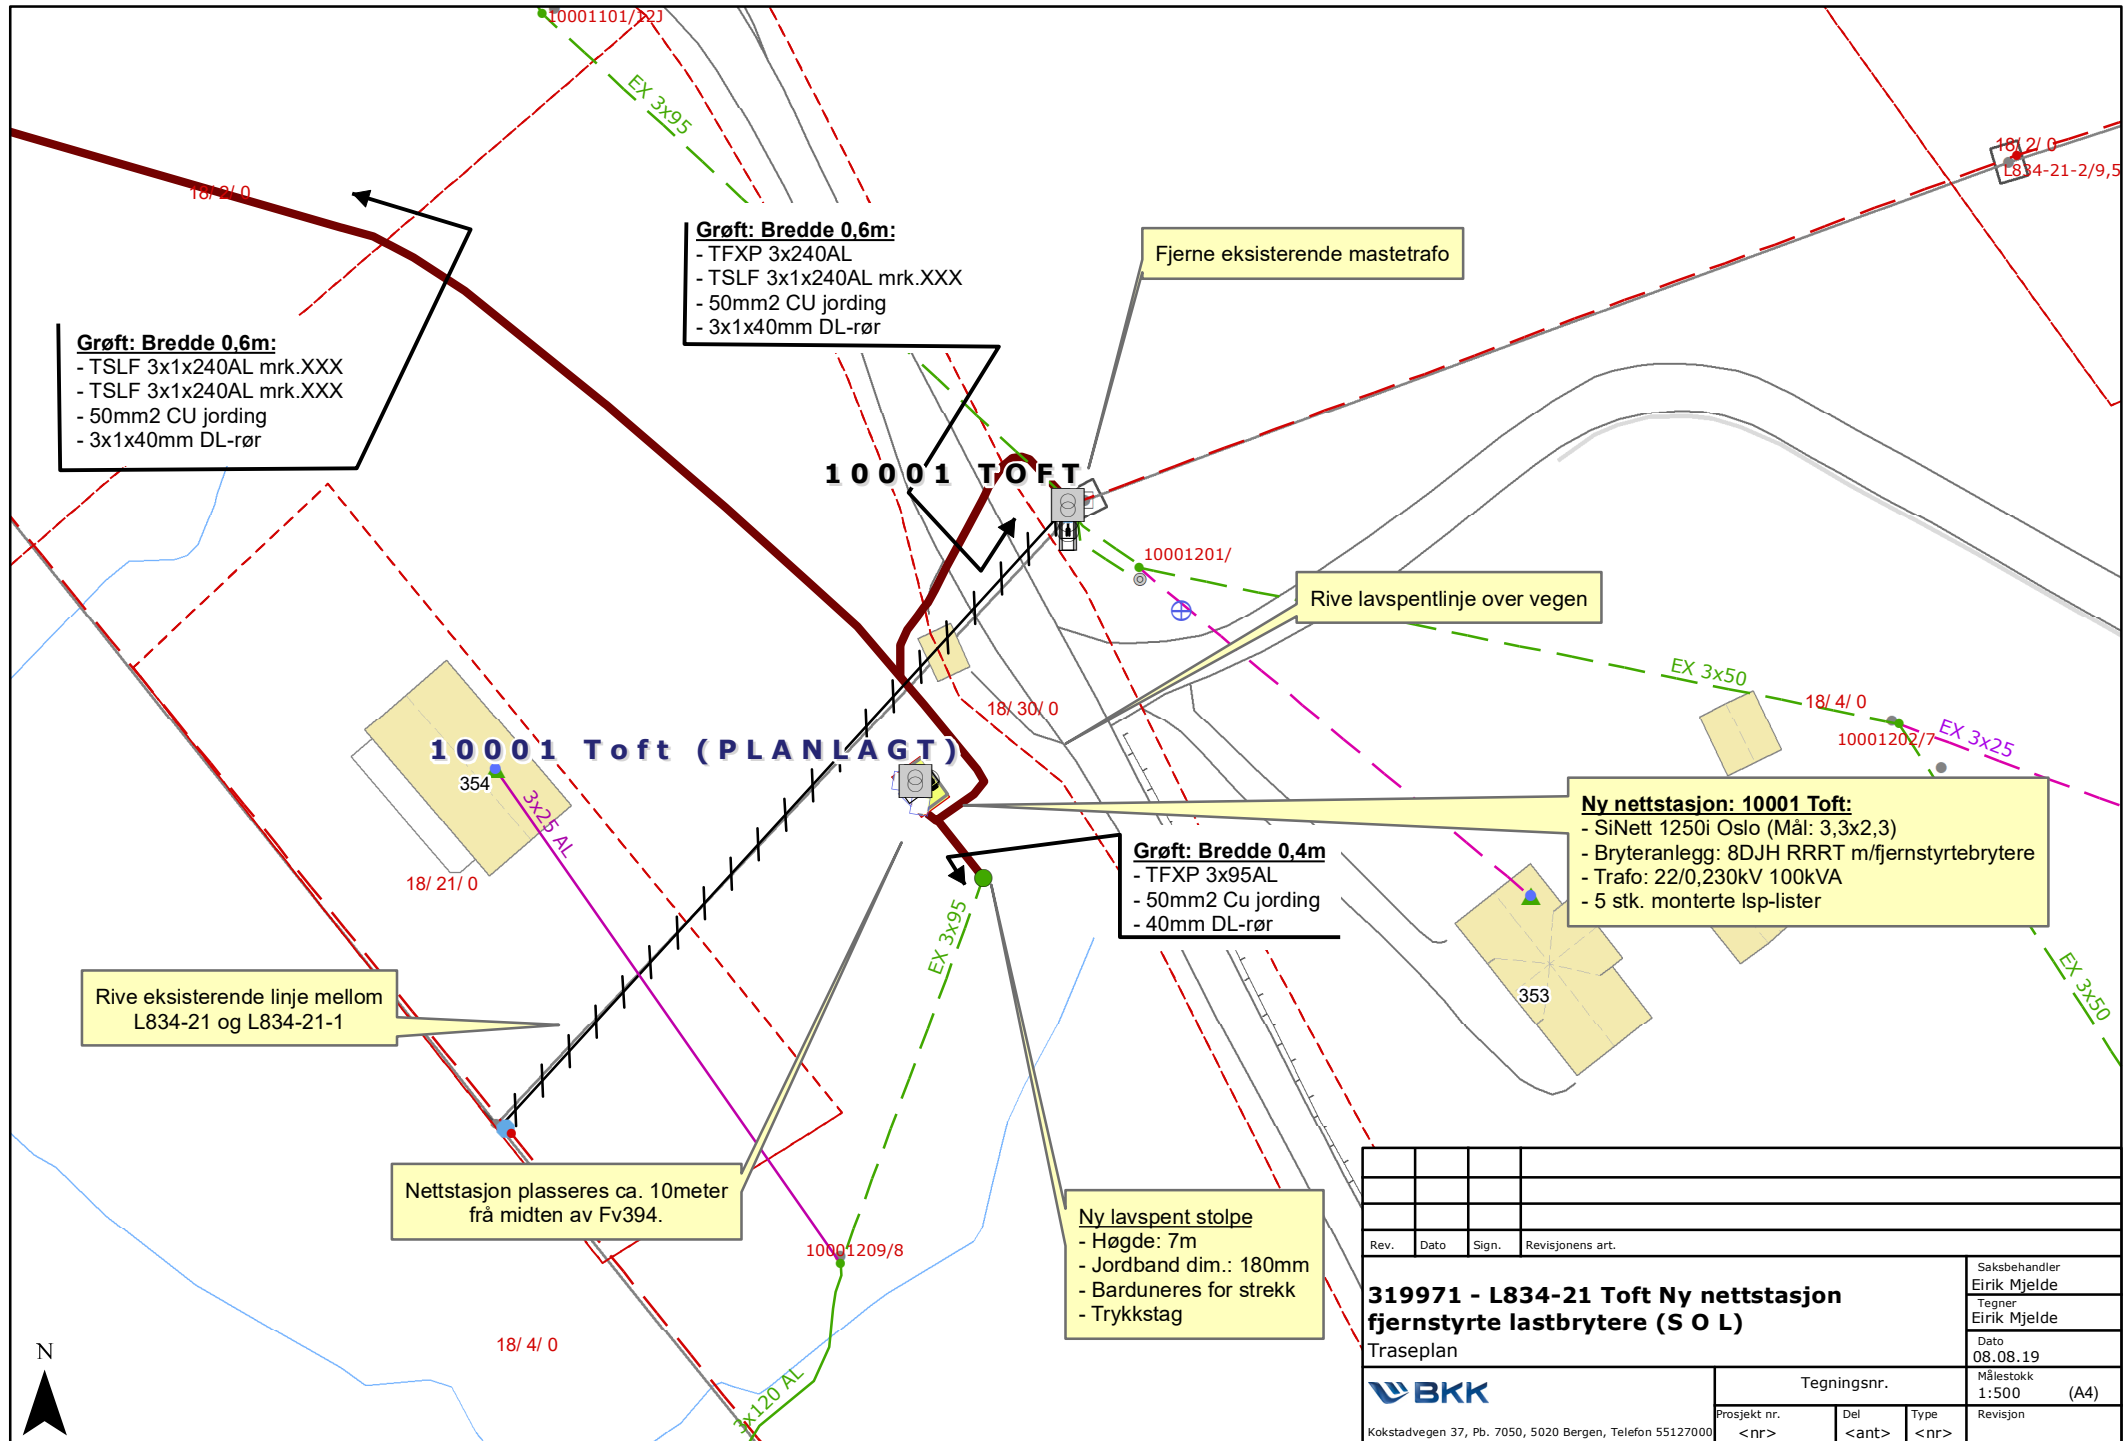 10001101/12J
EX 3x95
18/ 2/ 0
18/ 2/ 0
L834-21-2/9,5
Grøft: Bredde 0,6m:
- TFXP 3x240AL
- TSLF 3x1x240AL mrk.XXX
- 50mm2 CU jording
- 3x1x40mm DL-rør
Fjerne eksisterende mastetrafo
Grøft: Bredde 0,6m:
- TSLF 3x1x240AL mrk.XXX
- TSLF 3x1x240AL mrk.XXX
- 50mm2 CU jording
- 3x1x40mm DL-rør
10001 TOFT
10001201/
Rive lavspentlinje over vegen
EX 3x50
18/ 4/ 0
10001202/7
EX 3x25
18/ 30/ 0
10001 Toft (PLANLAGT)
354
3x25 AL
18/ 21/ 0
Ny nettstasjon: 10001 Toft:
- SiNett 1250i Oslo (Mål: 3,3x2,3)
- Bryteranlegg: 8DJH RRRT m/fjernstyrtebrytere
- Trafo: 22/0,230kV 100kVA
- 5 stk. monterte lsp-lister
Grøft: Bredde 0,4m
- TFXP 3x95AL
- 50mm2 Cu jording
- 40mm DL-rør
EX 3x95
353
EX 3x50
Rive eksisterende linje mellom
L834-21 og L834-21-1
Nettstasjon plasseres ca. 10meter
frå midten av Fv394.
10001209/8
Ny lavspent stolpe
- Høgde: 7m
- Jordband dim.: 180mm
- Barduneres for strekk
- Trykkstag
18/ 4/ 0
3x120 AL
N
Rev. Dato Sign. Revisjonens art.
319971 - L834-21 Toft Ny nettstasjon
fjernstyrte lastbrytere (S O L)
Traseplan
Saksbehandler
Eirik Mjelde
Tegner
Eirik Mjelde
Dato
08.08.19
Målestokk
1:500 (A4)
BKK
Kokstadvegen 37, Pb. 7050, 5020 Bergen, Telefon 55127000
Tegningsnr.
Prosjekt nr. Del Type Revisjon
<nr> <ant> <nr>